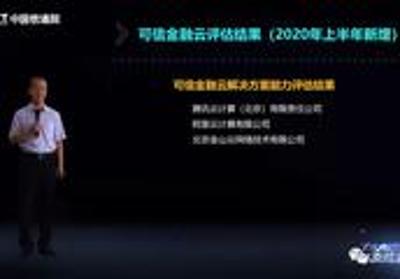 中国信通院
可信金融云评估结果（2020年上半年新增）
可信金融云解决方案能力评估结果
腾讯云计算（北京）有限责任公司
阿里云计算有限公司
北京金山云网络技术有限公司